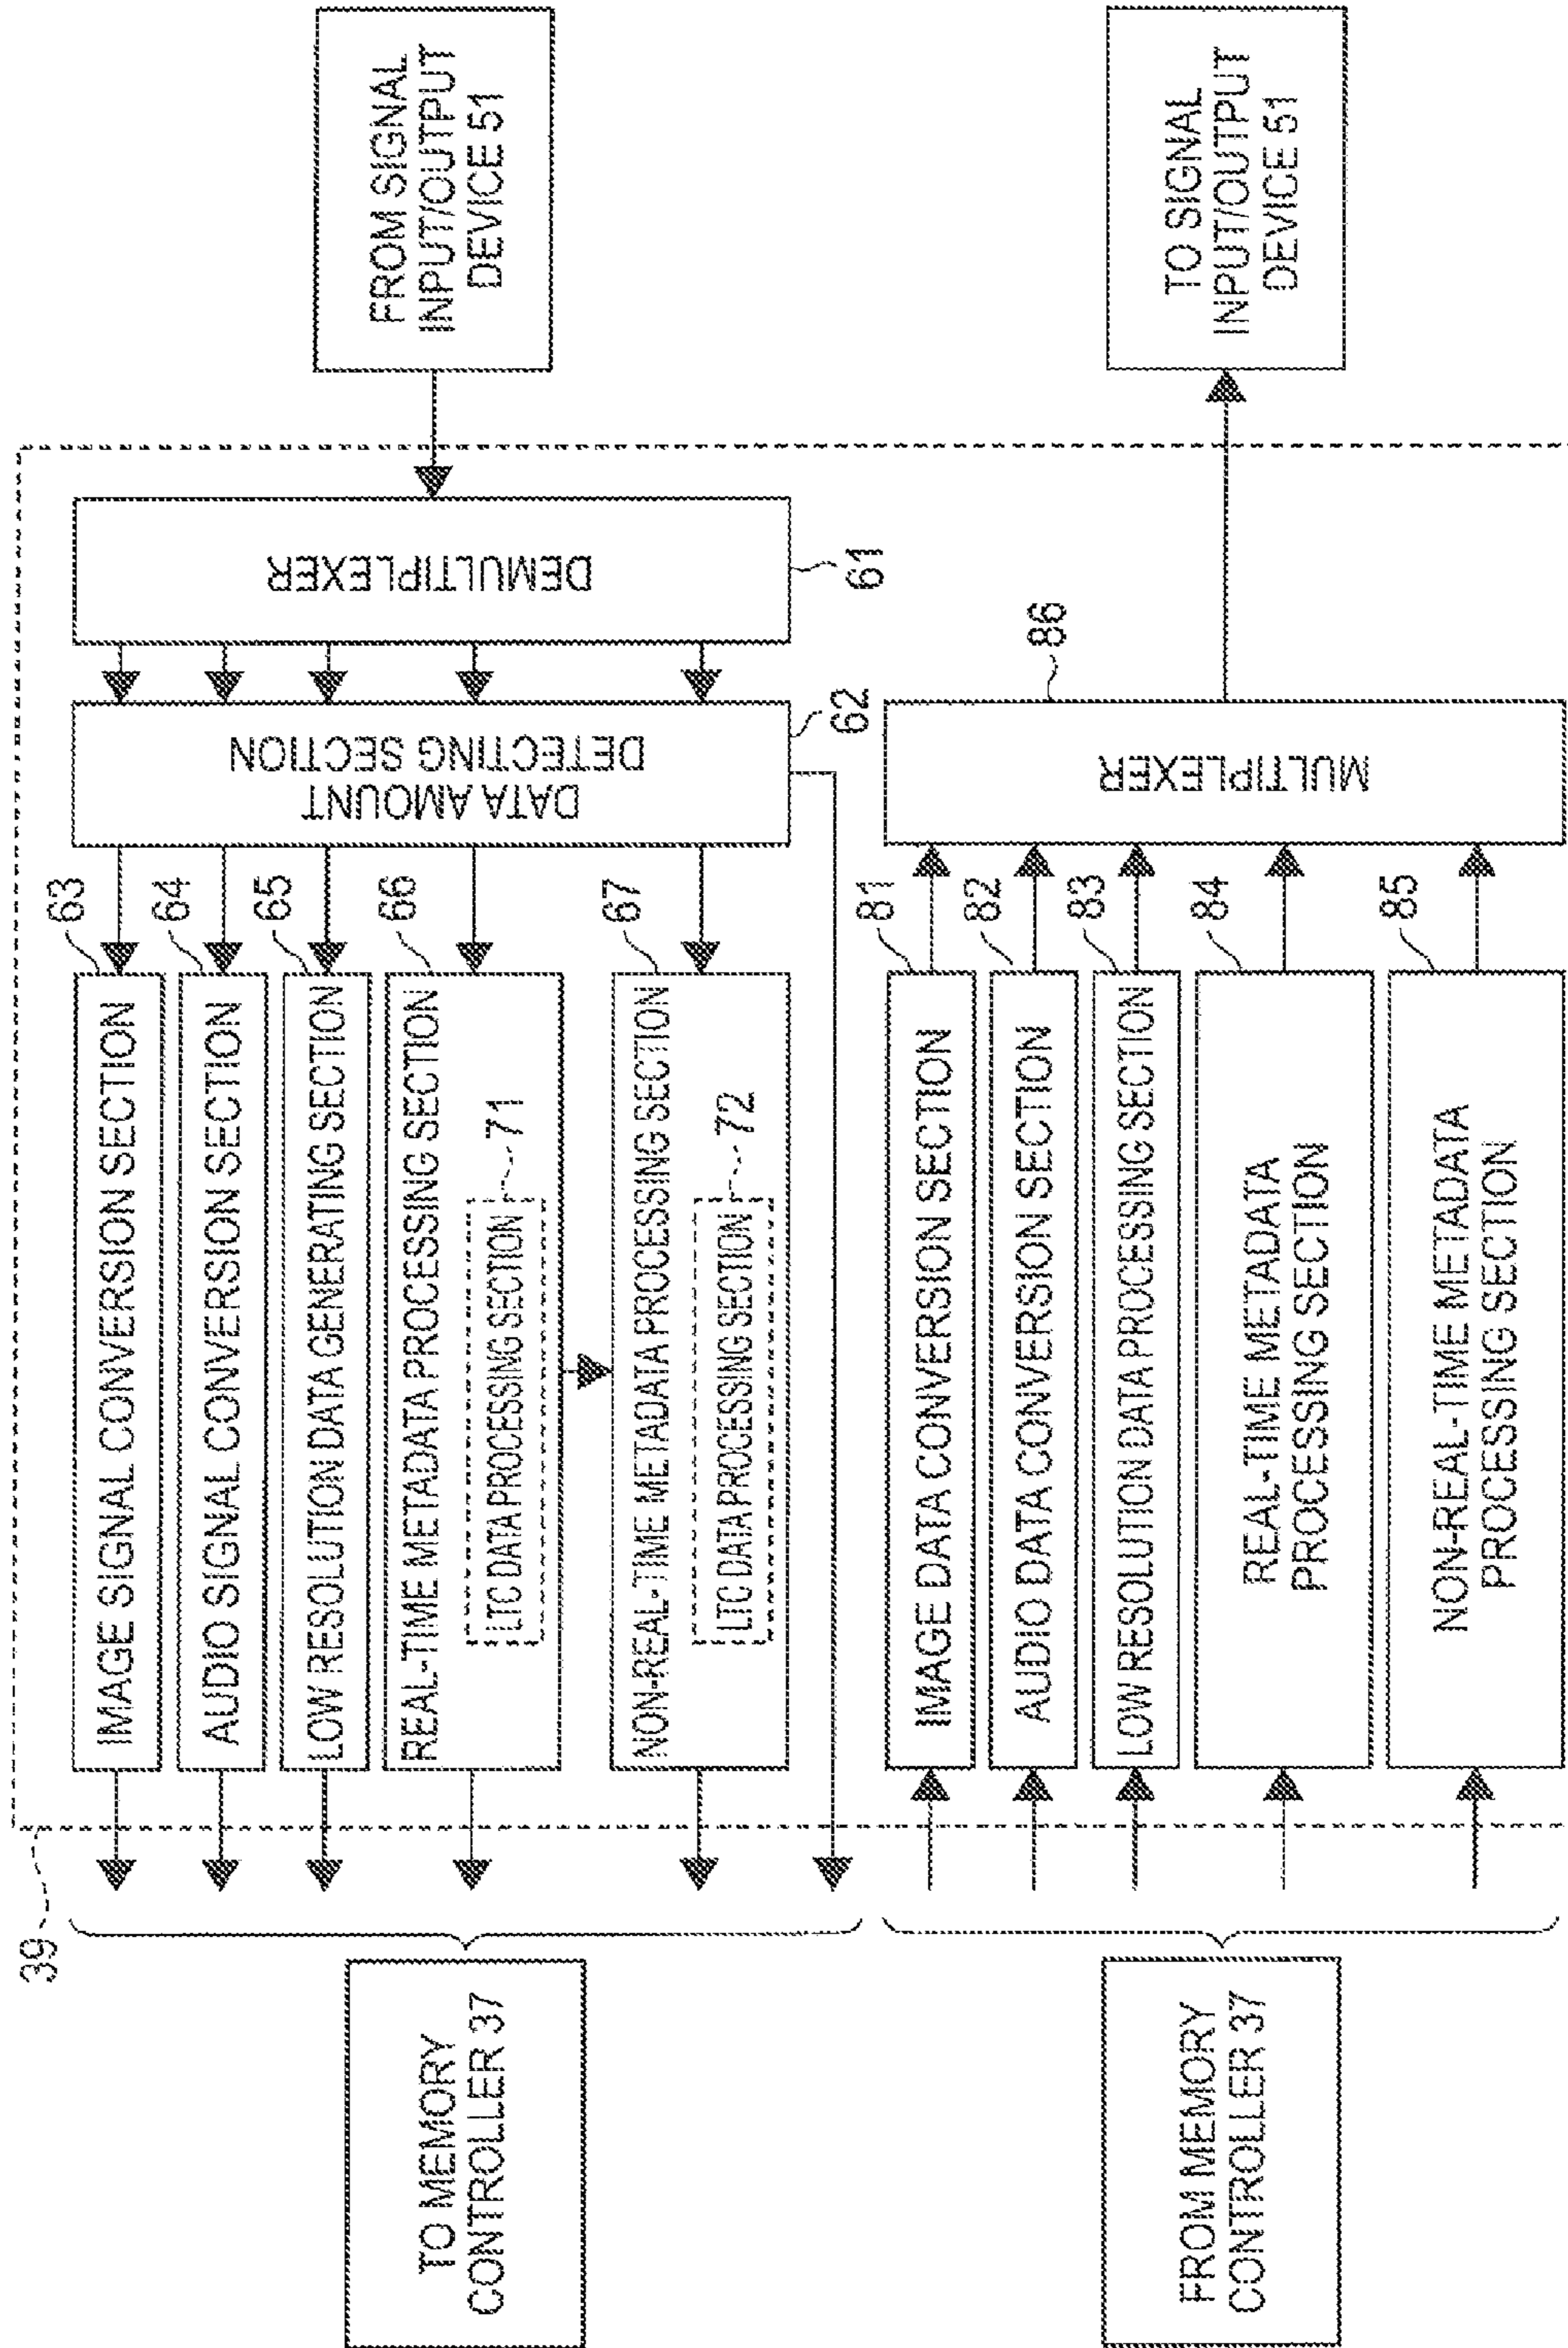 39
TO MEMORY
CONTROLLER 37
FROM SIGNAL
INPUT/OUTPUT
DEVICE 51
DEMULTIPLEXER
61
DATA AMOUNT
DETECTING SECTION
62
63
IMAGE SIGNAL CONVERSION SECTION
64
AUDIO SIGNAL CONVERSION SECTION
65
LOW RESOLUTION DATA GENERATING SECTION
66
REAL-TIME METADATA PROCESSING SECTION
LTC DATA PROCESSING SECTION
71
67
NON-REAL-TIME METADATA PROCESSING SECTION
LTC DATA PROCESSING SECTION
72
FROM MEMORY
CONTROLLER 37
81
IMAGE DATA CONVERSION SECTION
82
AUDIO DATA CONVERSION SECTION
83
LOW RESOLUTION DATA PROCESSING SECTION
84
REAL-TIME METADATA
PROCESSING SECTION
85
NON-REAL-TIME METADATA
PROCESSING SECTION
86
MULTIPLEXER
TO SIGNAL
INPUT/OUTPUT
DEVICE 51